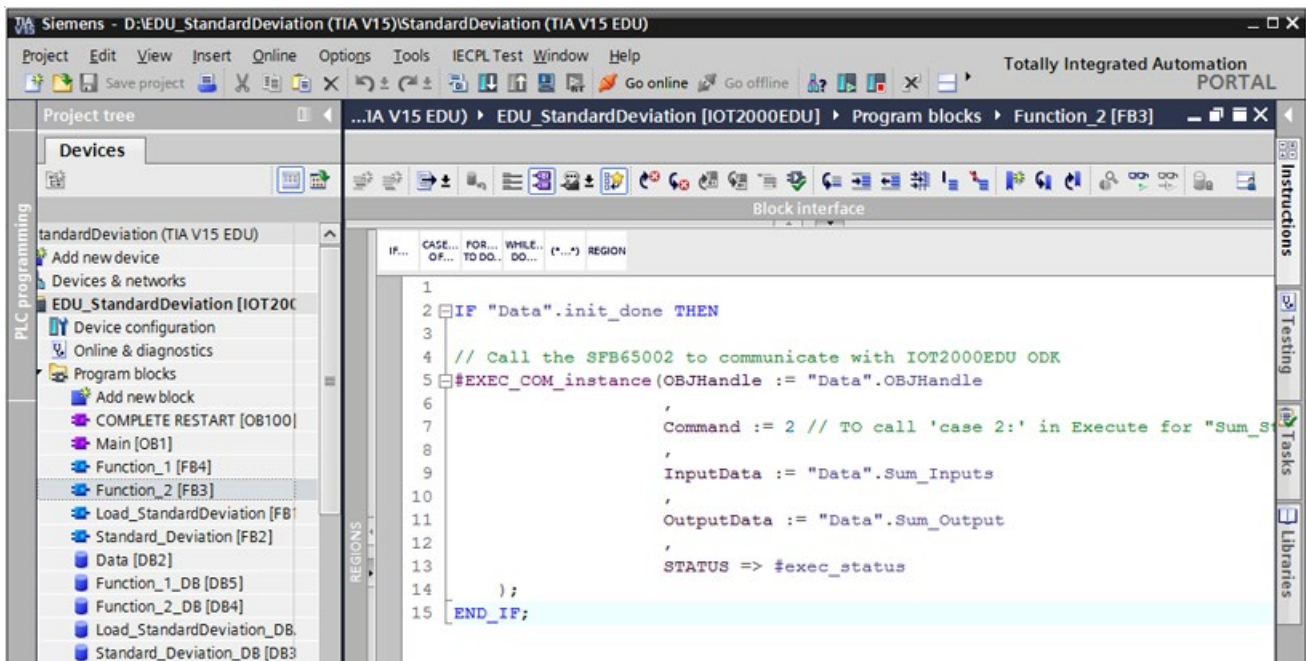 Siemens - D:\EDU_StandardDeviation (TIA V15)\StandardDeviation (TIA V15 EDU)
Project Edit View Insert Online Options Tools IECPL Test Window Help
Totally Integrated Automation
PORTAL
Save project
Go online
Go offline
Project tree
...IA V15 EDU) EDU_StandardDeviation [IOT2000EDU] Program blocks Function_2 [FB3]
Devices
Block interface
PLC programming
tandardDeviation (TIA V15 EDU)
Add new device
Devices & networks
EDU_StandardDeviation [IOT200
Device configuration
Online & diagnostics
Program blocks
Add new block
COMPLETE RESTART [OB100]
Main [OB1]
Function_1 [FB4]
Function_2 [FB3]
Load_StandardDeviation [FB1
Standard_Deviation [FB2]
Data [DB2]
Function_1_DB [DB5]
Function_2_DB [DB4]
Load_StandardDeviation_DB
Standard_Deviation_DB [DB3
IF... CASE... OF... FOR... TO DO.. WHILE.. DO... (*...*) REGION
REGIONS
1
2 IF "Data".init_done THEN
3
4 // Call the SFB65002 to communicate with IOT2000EDU ODK
5 #EXEC_COM_instance(OBJHandle := "Data".OBJHandle
6 ,
7 Command := 2 // TO call 'case 2:' in Execute for "Sum_St
8 ,
9 InputData := "Data".Sum_Inputs
10 ,
11 OutputData := "Data".Sum_Output
12 ,
13 STATUS => #exec_status
14 );
15 END_IF;
Instructions
Testing
Tasks
Libraries